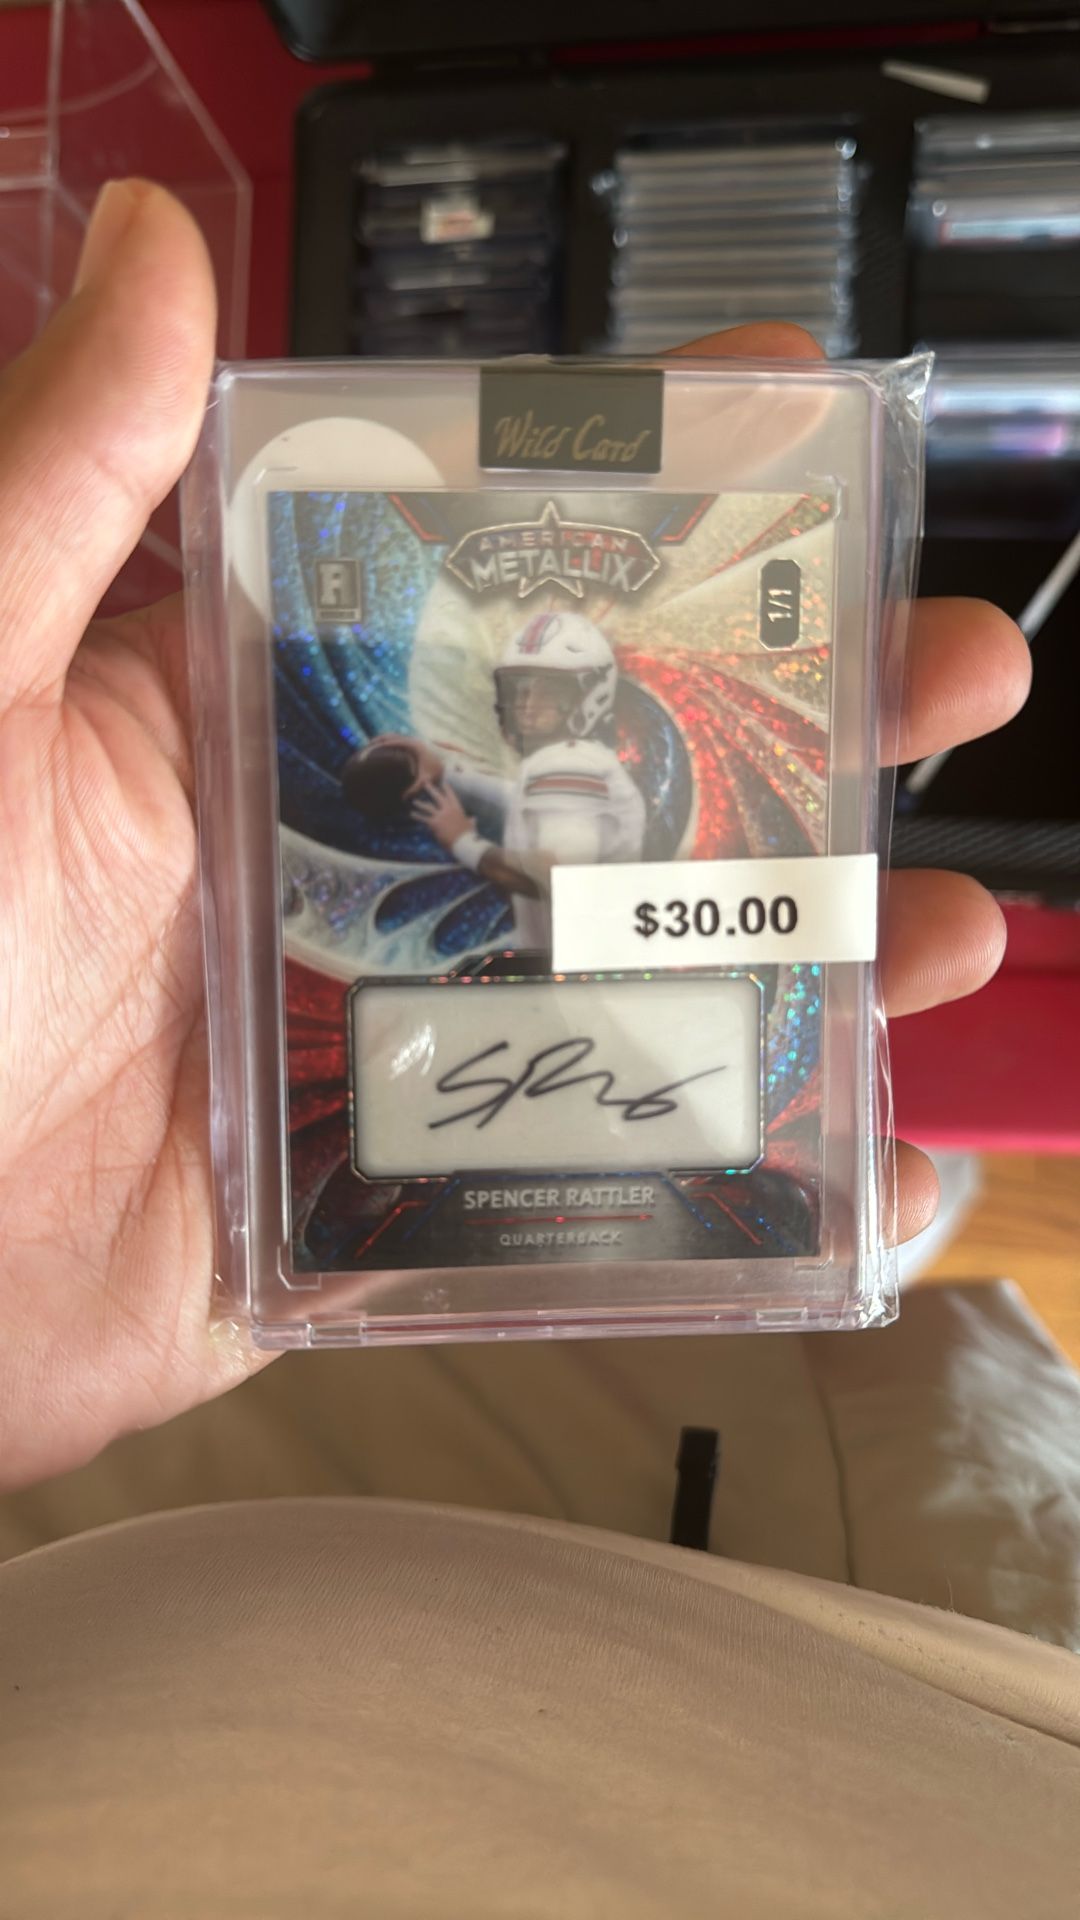 Wild Card
AMERICAN
METALLIX
R
1/1
$30.00
SPENCER RATTLER
QUARTERBACK